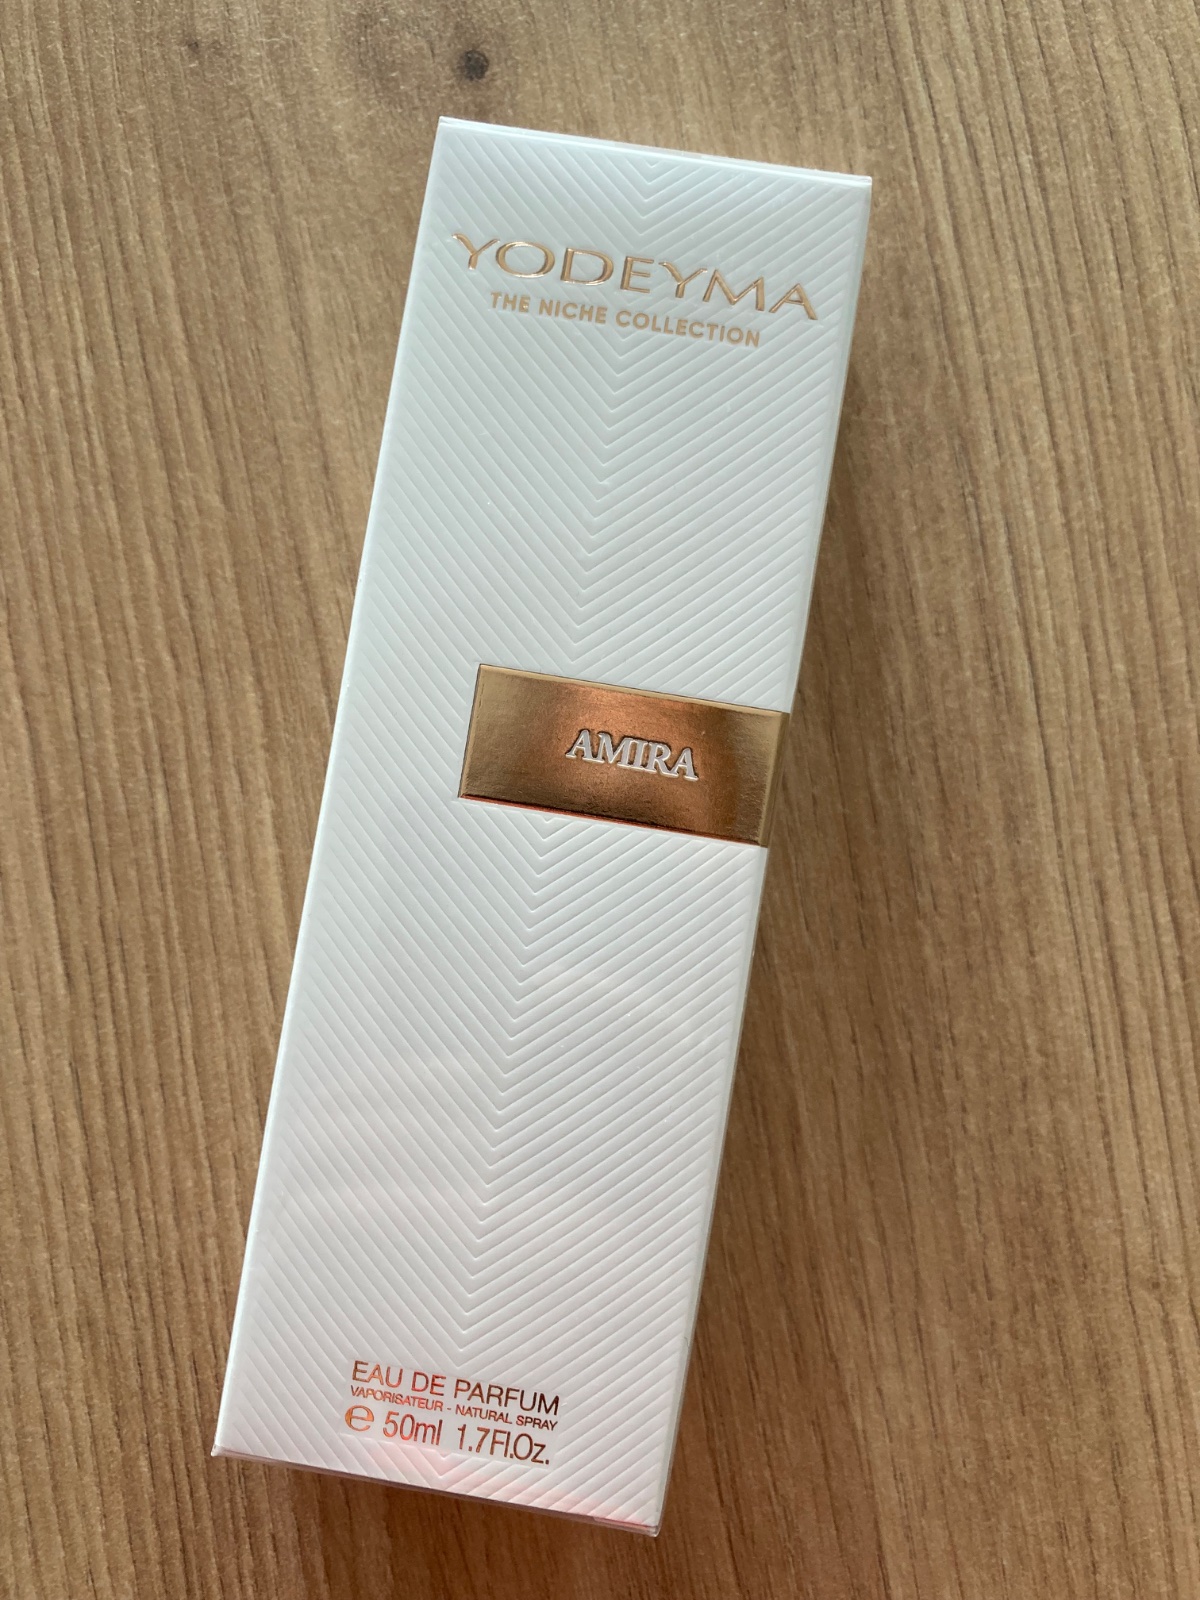 YODEYMA
THE NICHE COLLECTION
AMIRA
EAU DE PARFUM
VAPORISATEUR - NATURAL SPRAY
℮ 50ml 1.7Fl.Oz.